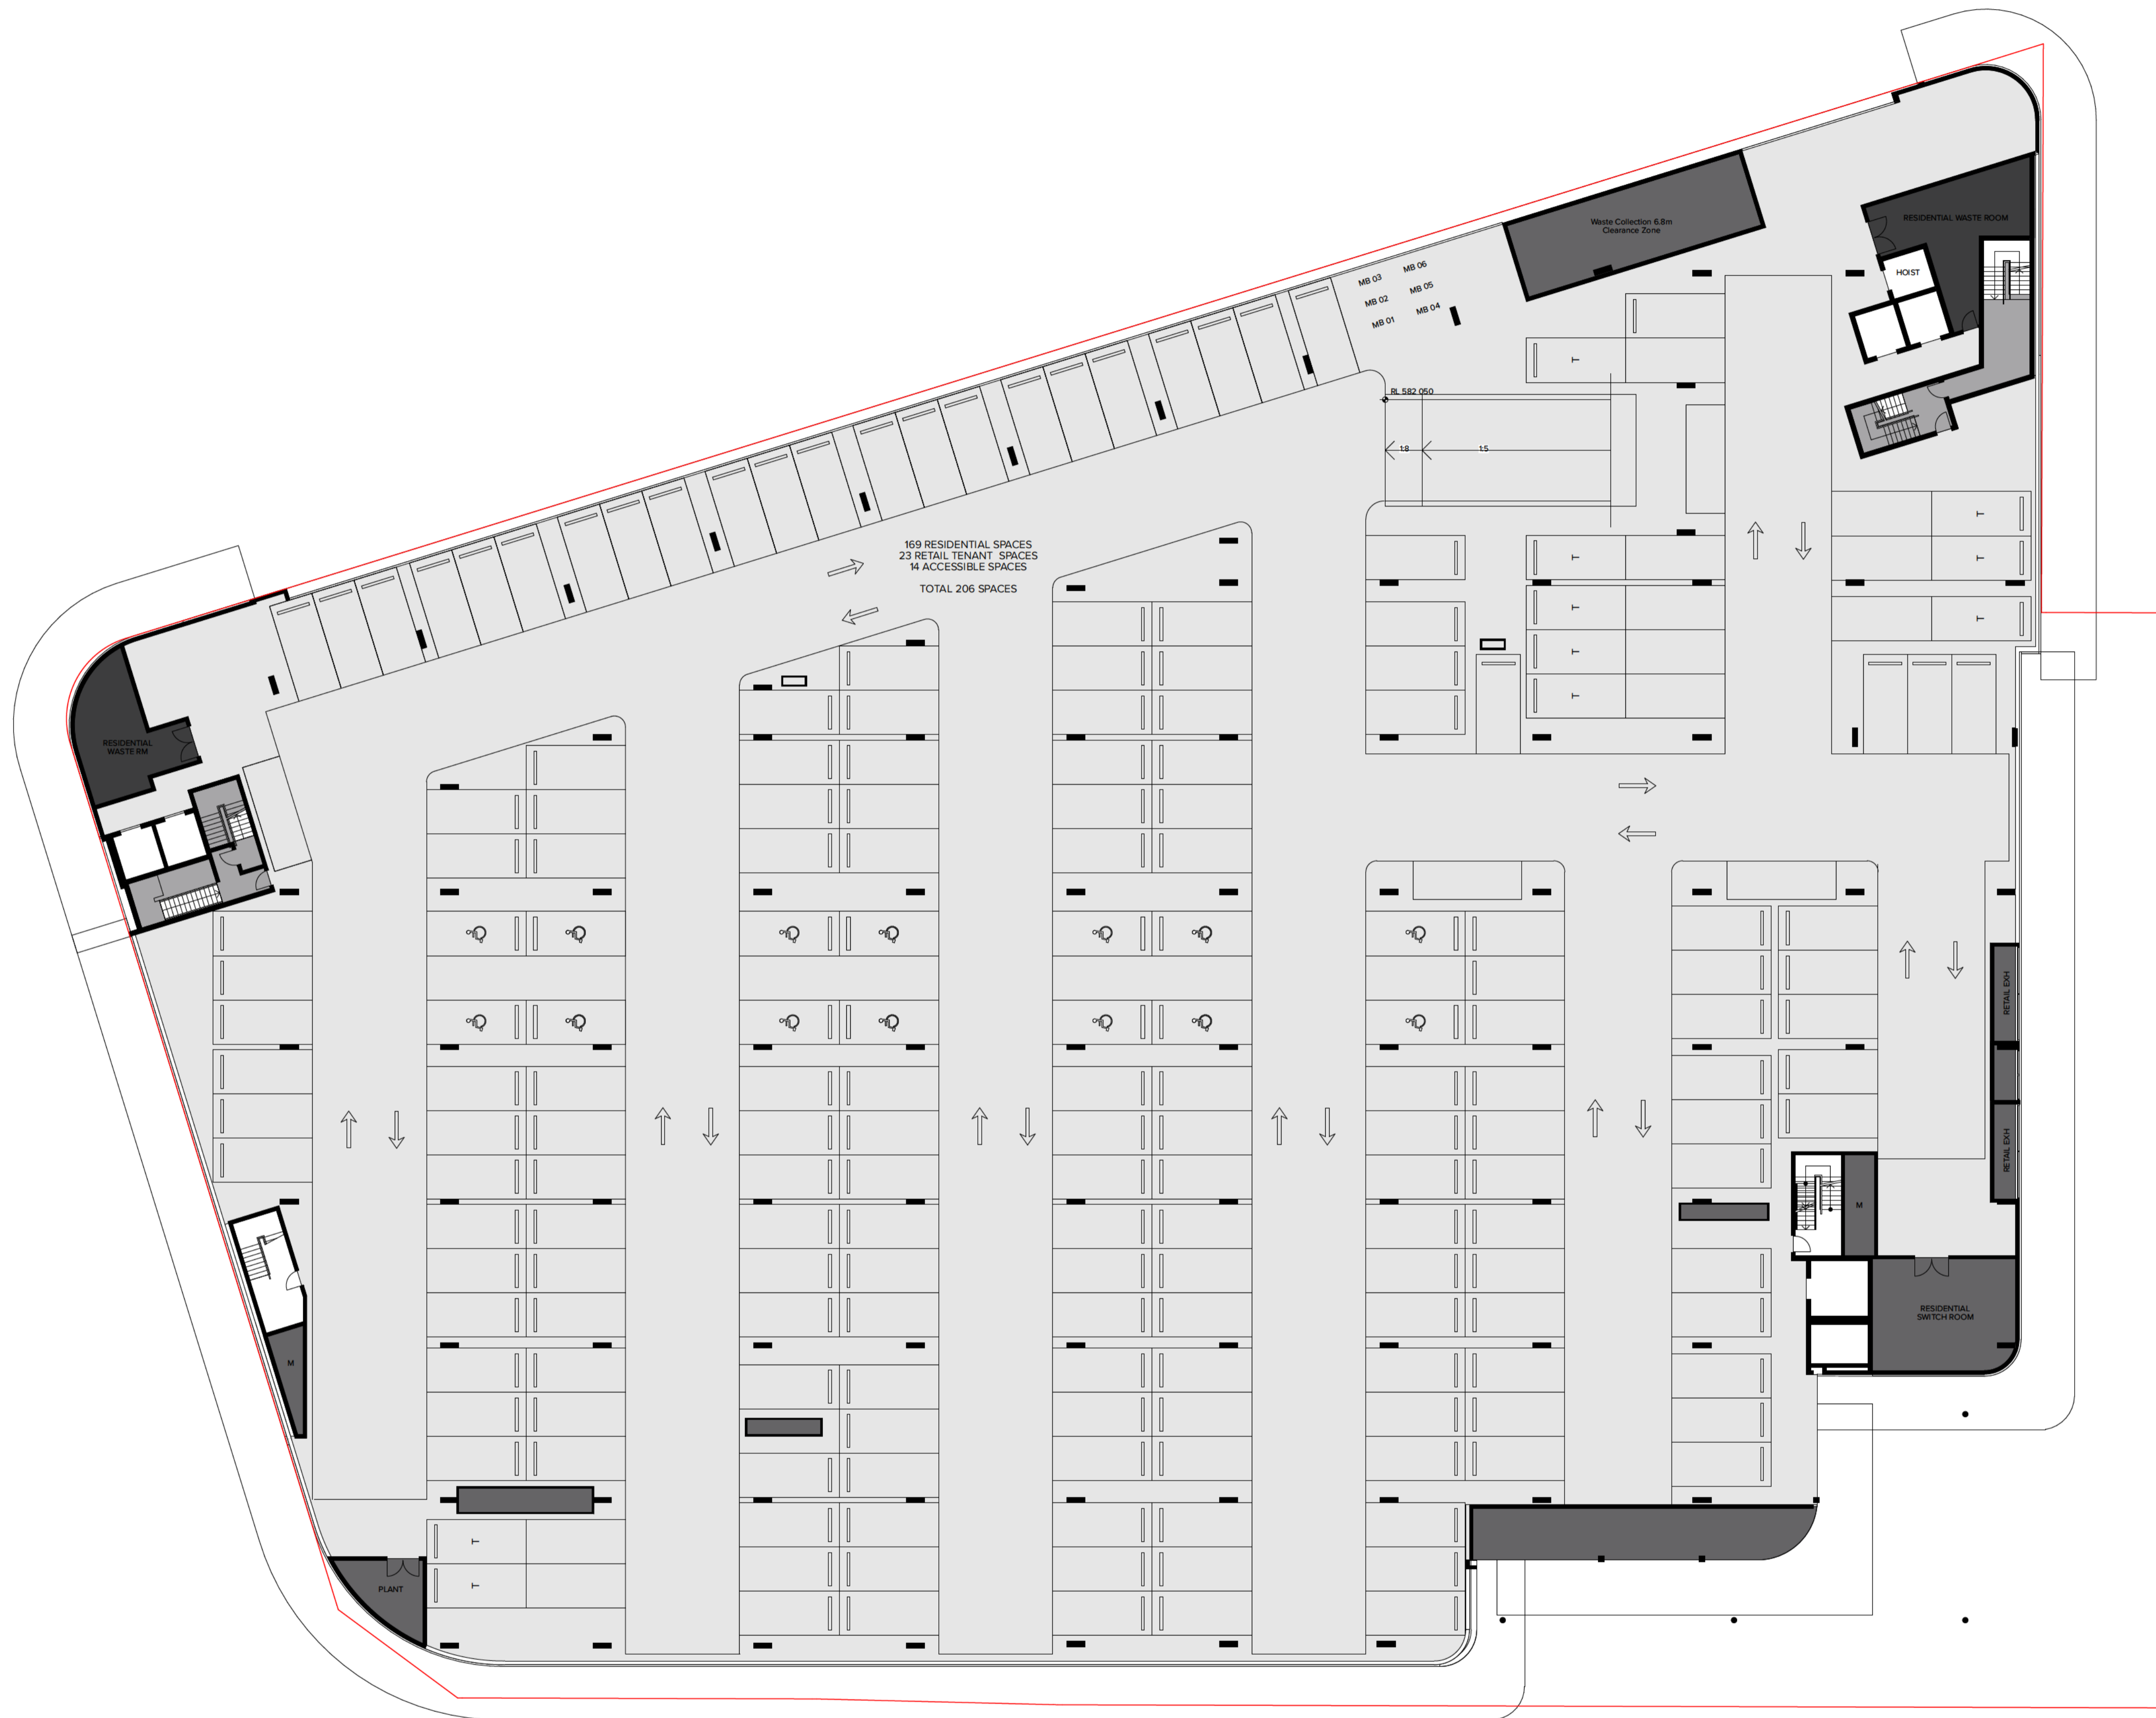 Waste Collection 6.8m
Clearance Zone
RESIDENTIAL WASTE ROOM
HOIST
MB 03
MB 06
MB 02
MB 05
MB 01
MB 04
T
RL 582 050
1:8
1:5
T
T
T
T
T
T
T
169 RESIDENTIAL SPACES
23 RETAIL TENANT SPACES
14 ACCESSIBLE SPACES
TOTAL 206 SPACES
RESIDENTIAL
WASTE RM
RETAIL EXH
RETAIL EXH
M
RESIDENTIAL
SWITCH ROOM
M
T
T
PLANT